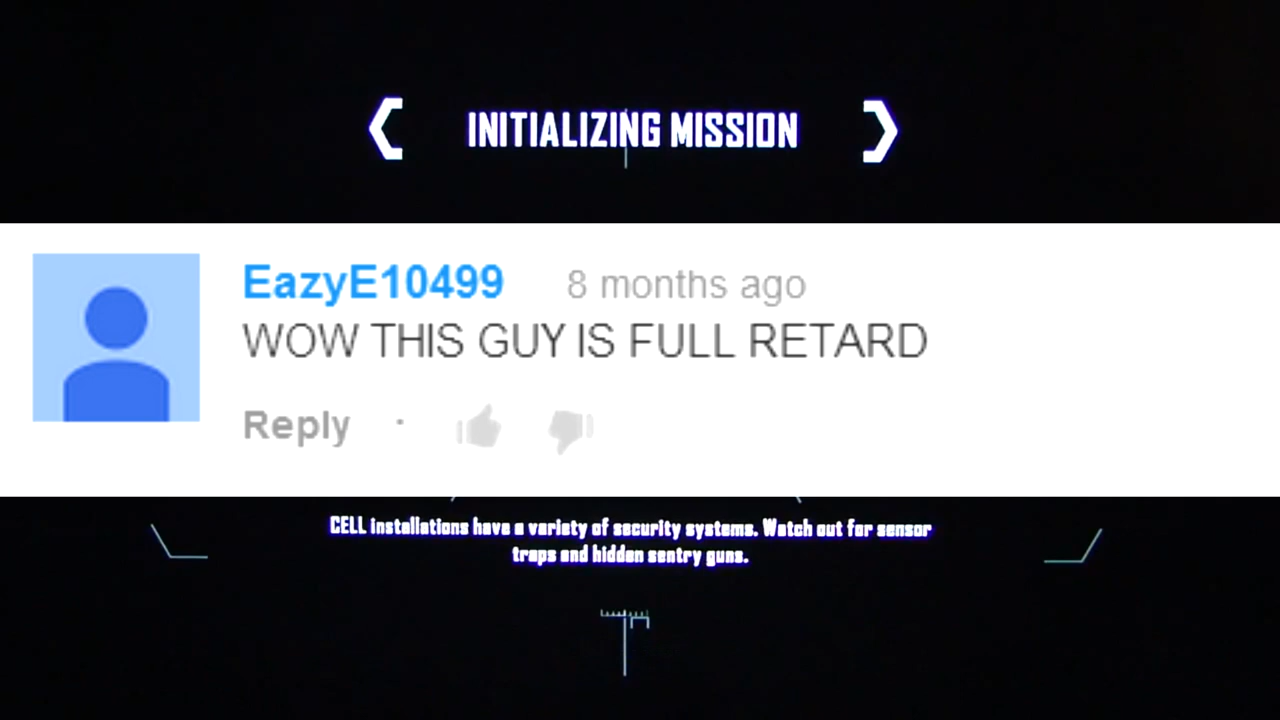 INITIALIZING MISSION
EazyE10499 8 months ago
WOW THIS GUY IS FULL RETARD
Reply ·
CELL installations have a variety of security systems. Watch out for sensor
traps and hidden sentry guns.